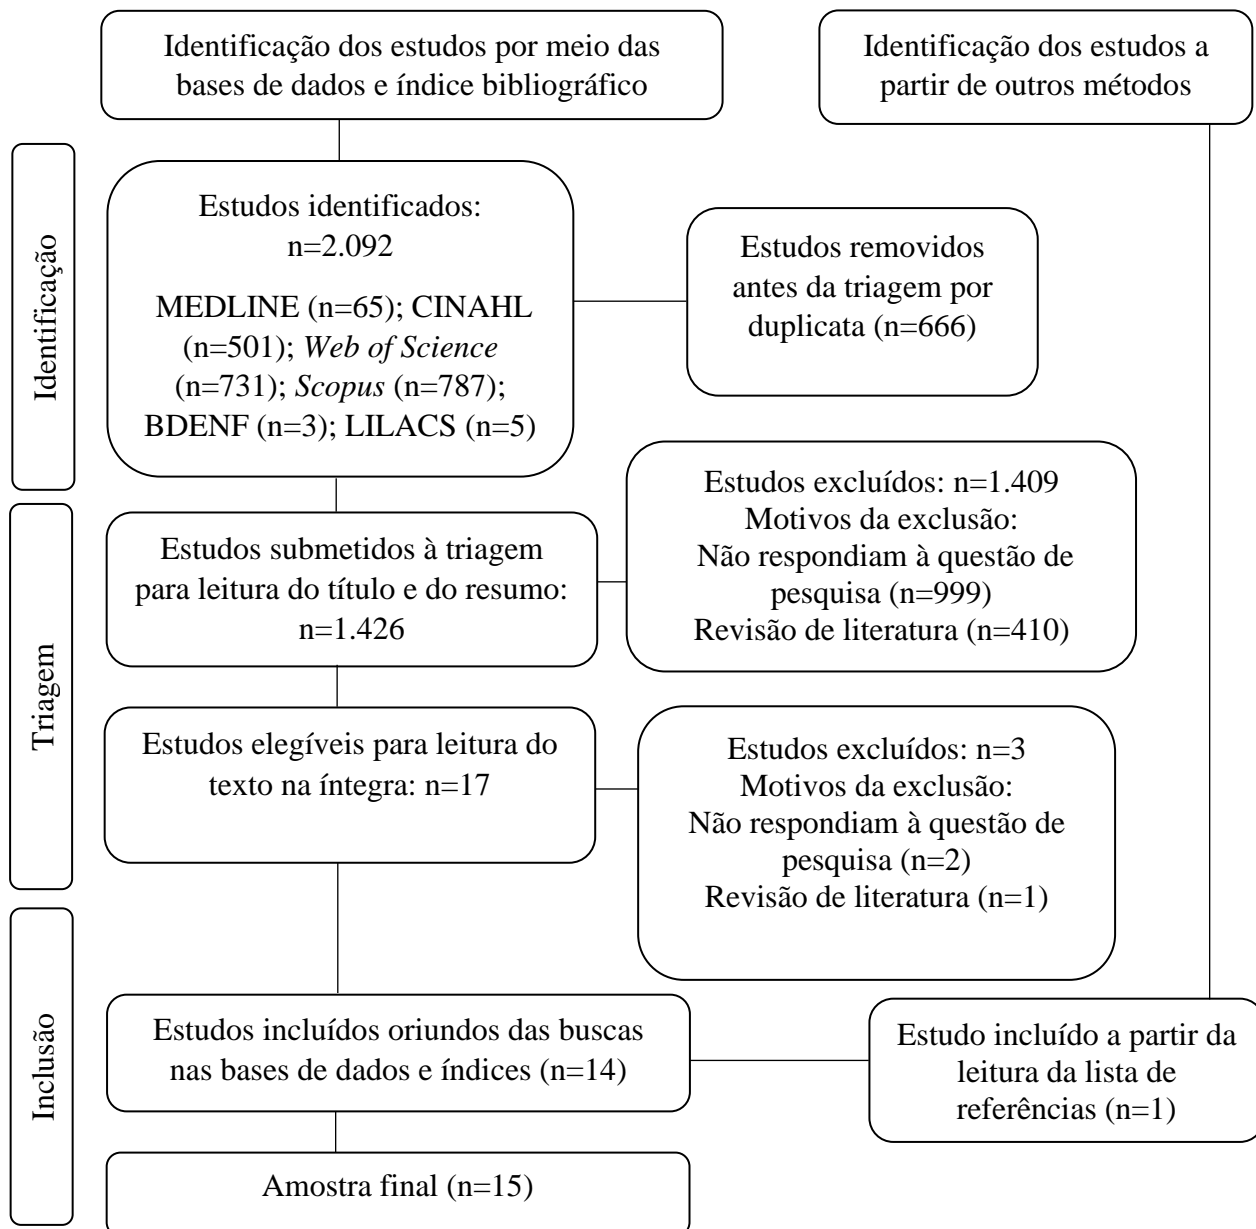 Identificação dos estudos por meio das
bases de dados e índice bibliográfico
Identificação dos estudos a
partir de outros métodos
Identificação
Estudos identificados:
n=2.092
MEDLINE (n=65); CINAHL
(n=501); Web of Science
(n=731); Scopus (n=787);
BDENF (n=3); LILACS (n=5)
Estudos removidos
antes da triagem por
duplicata (n=666)
Triagem
Estudos submetidos à triagem
para leitura do título e do resumo:
n=1.426
Estudos excluídos: n=1.409
Motivos da exclusão:
Não respondiam à questão de
pesquisa (n=999)
Revisão de literatura (n=410)
Estudos elegíveis para leitura do
texto na íntegra: n=17
Estudos excluídos: n=3
Motivos da exclusão:
Não respondiam à questão de
pesquisa (n=2)
Revisão de literatura (n=1)
Inclusão
Estudos incluídos oriundos das buscas
nas bases de dados e índices (n=14)
Estudo incluído a partir da
leitura da lista de
referências (n=1)
Amostra final (n=15)